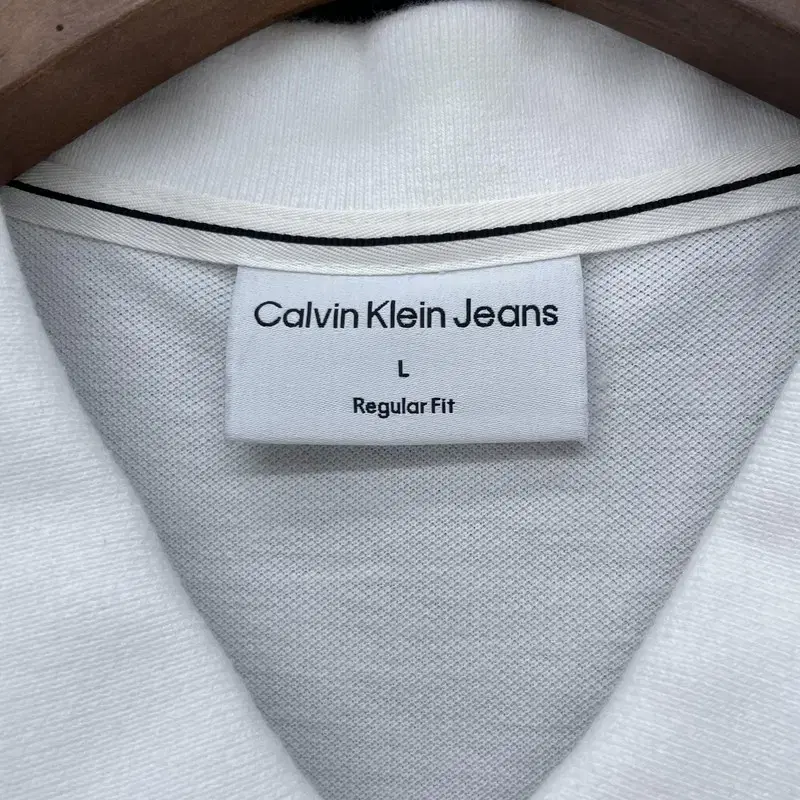 Calvin Klein Jeans
L
Regular Fit